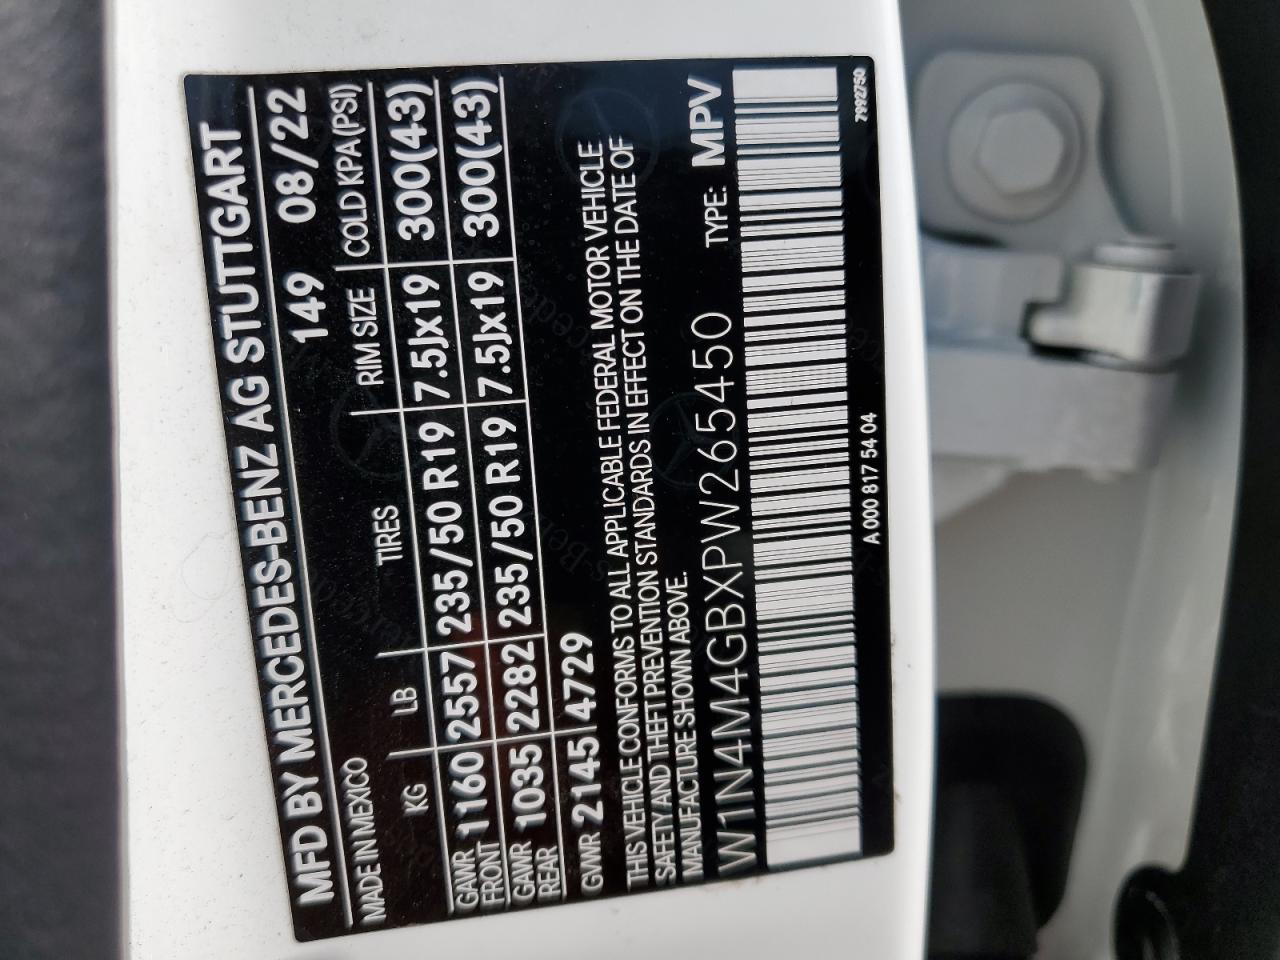 MFD BY MERCEDES-BENZ AG STUTTGART
MADE IN MEXICO 149 08/22
KG LB TIRES RIM SIZE COLD KPA(PSI)
GAWR FRONT 1160 2557 235/50 R19 7.5Jx19 300(43)
GAWR REAR 1035 2282 235/50 R19 7.5Jx19 300(43)
GVWR 2145 4729
THIS VEHICLE CONFORMS TO ALL APPLICABLE FEDERAL MOTOR VEHICLE
SAFETY AND THEFT PREVENTION STANDARDS IN EFFECT ON THE DATE OF
MANUFACTURE SHOWN ABOVE.
W1N4M4GBXPW265450 TYPE: MPV
A 000 817 54 04 7992750